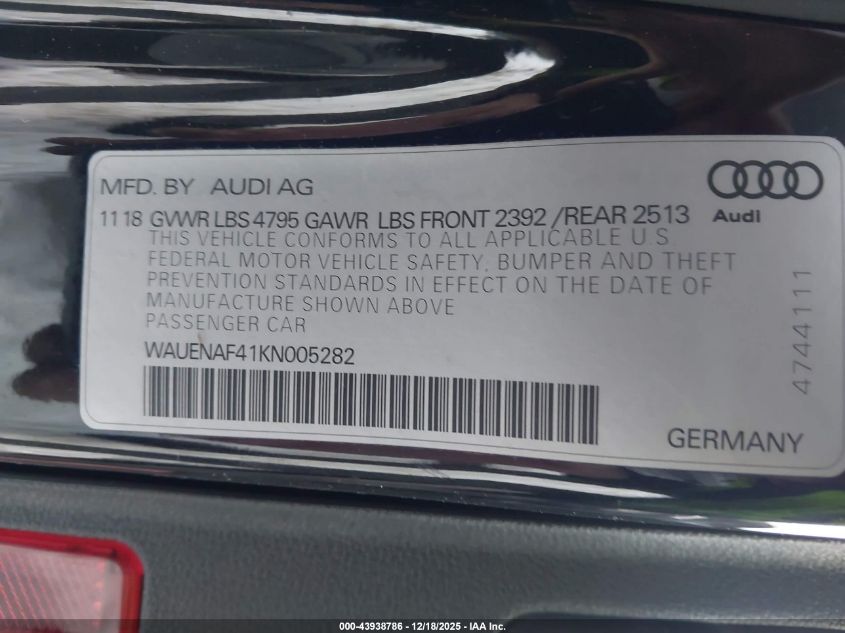 MFD. BY AUDI AG
Audi
11 18 GVWR LBS 4795 GAWR LBS FRONT 2392 /REAR 2513
THIS VEHICLE CONFORMS TO ALL APPLICABLE U.S.
FEDERAL MOTOR VEHICLE SAFETY, BUMPER AND THEFT
PREVENTION STANDARDS IN EFFECT ON THE DATE OF
MANUFACTURE SHOWN ABOVE
PASSENGER CAR
WAUENAF41KN005282
4744111
GERMANY
000-43938786 - 12/18/2025 - IAA Inc.